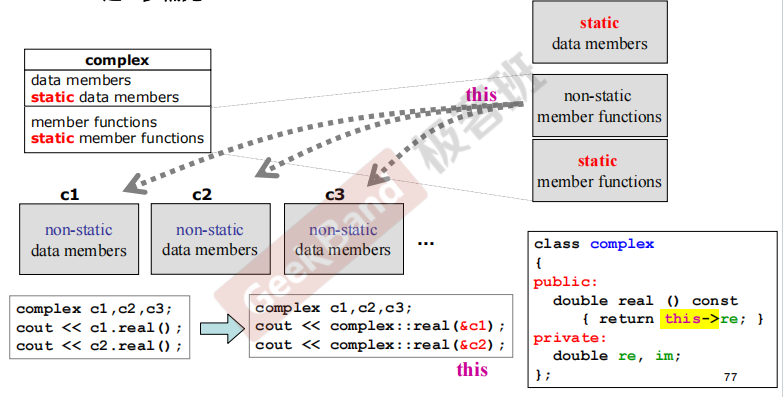 complex
data members
static data members
member functions
static member functions
static
data members
non-static
member functions
static
member functions
this
c1
c2
c3
non-static
data members
non-static
data members
non-static
data members
...
complex c1,c2,c3;
cout << c1.real();
cout << c2.real();
complex c1,c2,c3;
cout << complex::real(&c1);
cout << complex::real(&c2);
this
class complex
{
public:
double real () const
{ return this->re; }
private:
double re, im;
};
77
GeekBand 极客班